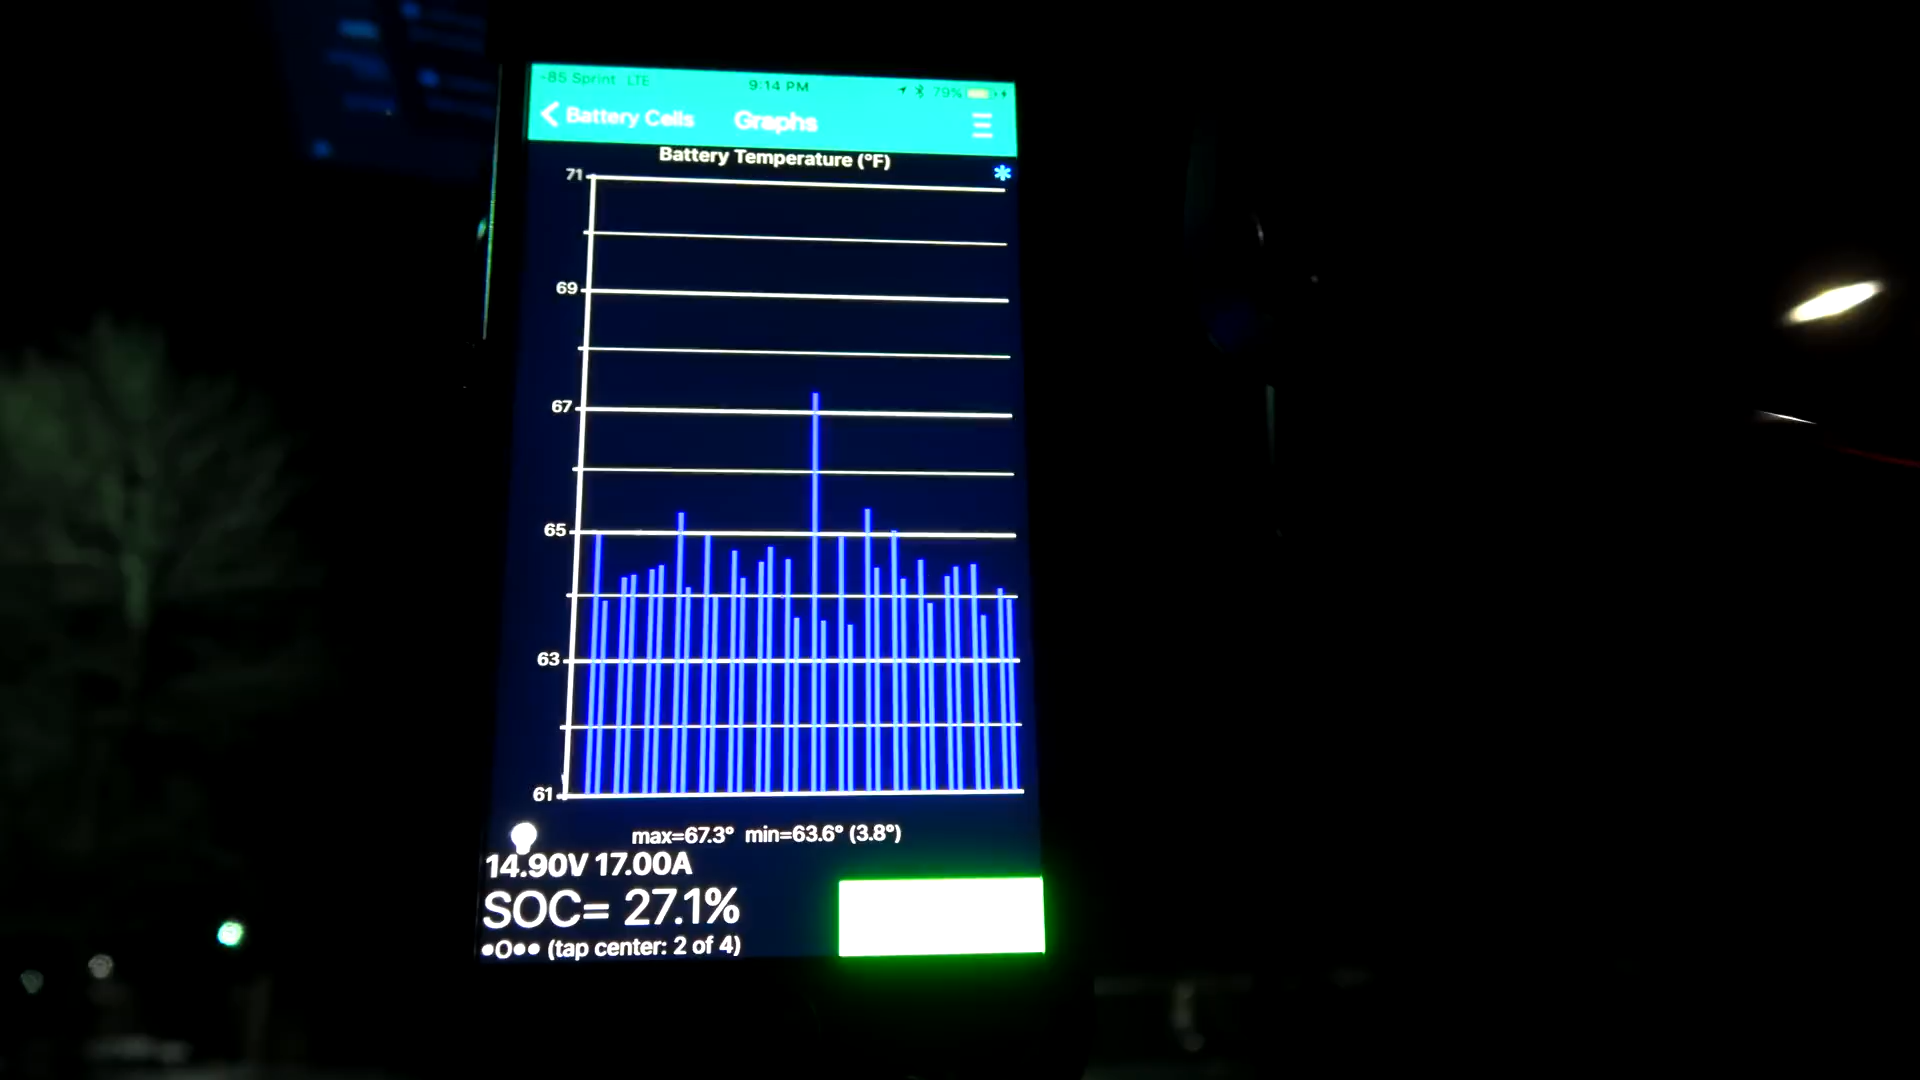 -85 Sprint LTE 9:14 PM 79%
Battery Cells Graphs
Battery Temperature (°F)
*
71
69
67
65
63
61
max=67.3° min=63.6° (3.8°)
14.90V 17.00A
SOC= 27.1%
•O•• (tap center: 2 of 4)